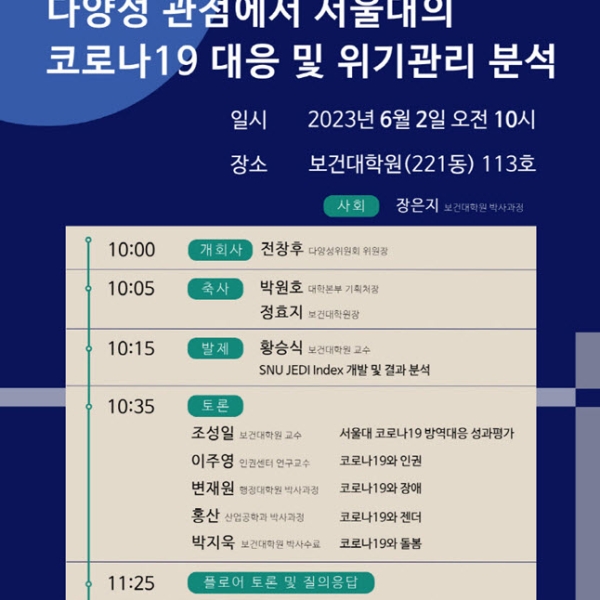 다양성 관점에서 서울대의
코로나19 대응 및 위기관리 분석
일시 2023년 6월 2일 오전 10시
장소 보건대학원(221동) 113호
사회 장은지 보건대학원 박사과정
10:00 개회사 전창후 다양성위원회 위원장
10:05 축사 박원호 대학본부 기획처장
정효지 보건대학원장
10:15 발제 황승식 보건대학원 교수
SNU JEDI Index 개발 및 결과 분석
10:35 토론
조성일 보건대학원 교수 서울대 코로나19 방역대응 성과평가
이주영 인권센터 연구교수 코로나19와 인권
변재원 행정대학원 박사과정 코로나19와 장애
홍산 산업공학과 박사과정 코로나19와 젠더
박지욱 보건대학원 박사수료 코로나19와 돌봄
11:25 플로어 토론 및 질의응답